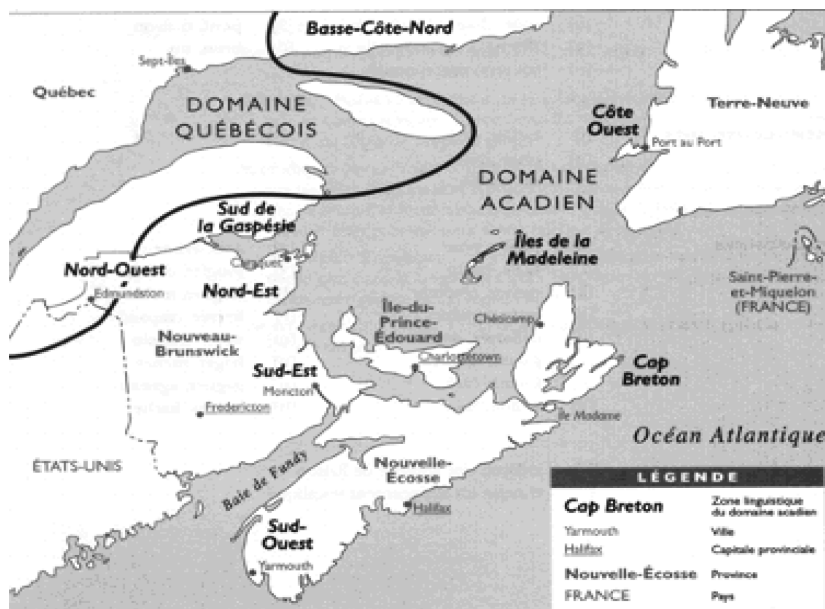 Basse-Côte-Nord
Sept-Îles
Québec
DOMAINE
QUÉBÉCOIS
Côte
Ouest
Terre-Neuve
Port au Port
DOMAINE
ACADIEN
Sud de
la Gaspésie
Îles de la
Madeleine
Nord-Ouest
Caraquet
Saint-Pierre-
et-Miquelon
(FRANCE)
Edmundston
Nord-Est
Île-du-
Prince-
Édouard
Chéticamp
Nouveau-
Brunswick
Charlottetown
Sud-Est
Cap
Breton
Moncton
Fredericton
Île Madame
Océan Atlantique
ÉTATS-UNIS
Baie de Fundy
Nouvelle-
Écosse
Halifax
Sud-
Ouest
Yarmouth
LÉGENDE
Cap Breton
Zone linguistique
du domaine acadien
Yarmouth
Ville
Halifax
Capitale provinciale
Nouvelle-Écosse
Province
FRANCE
Pays